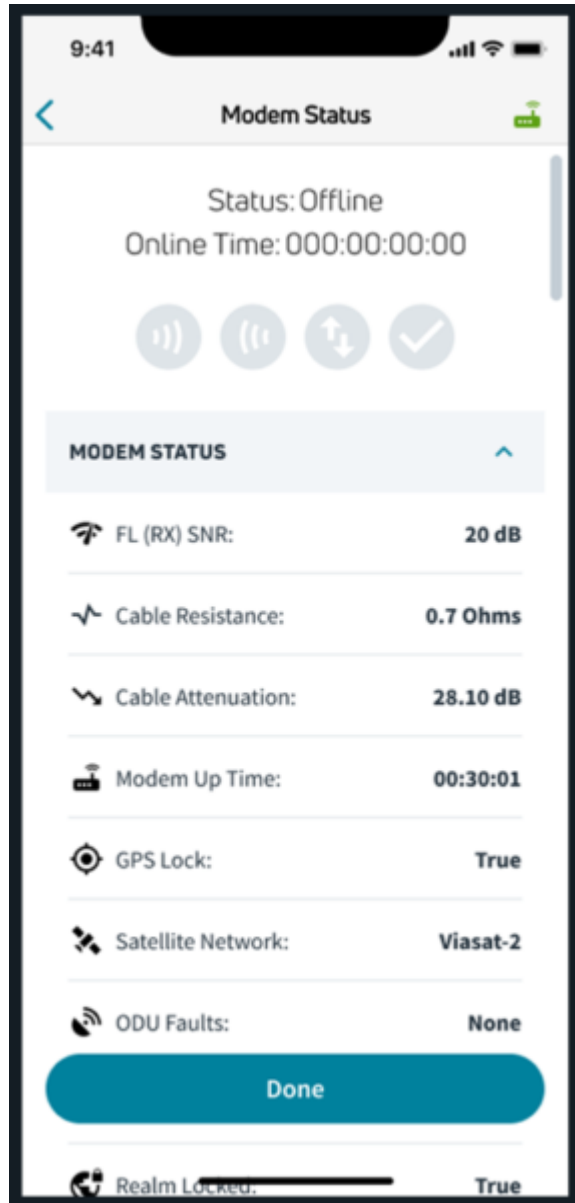 9:41
Modem Status
Status: Offline
Online Time: 000:00:00:00
MODEM STATUS
FL (RX) SNR: 20 dB
Cable Resistance: 0.7 Ohms
Cable Attenuation: 28.10 dB
Modem Up Time: 00:30:01
GPS Lock: True
Satellite Network: Viasat-2
ODU Faults: None
Done
Realm Locked: True